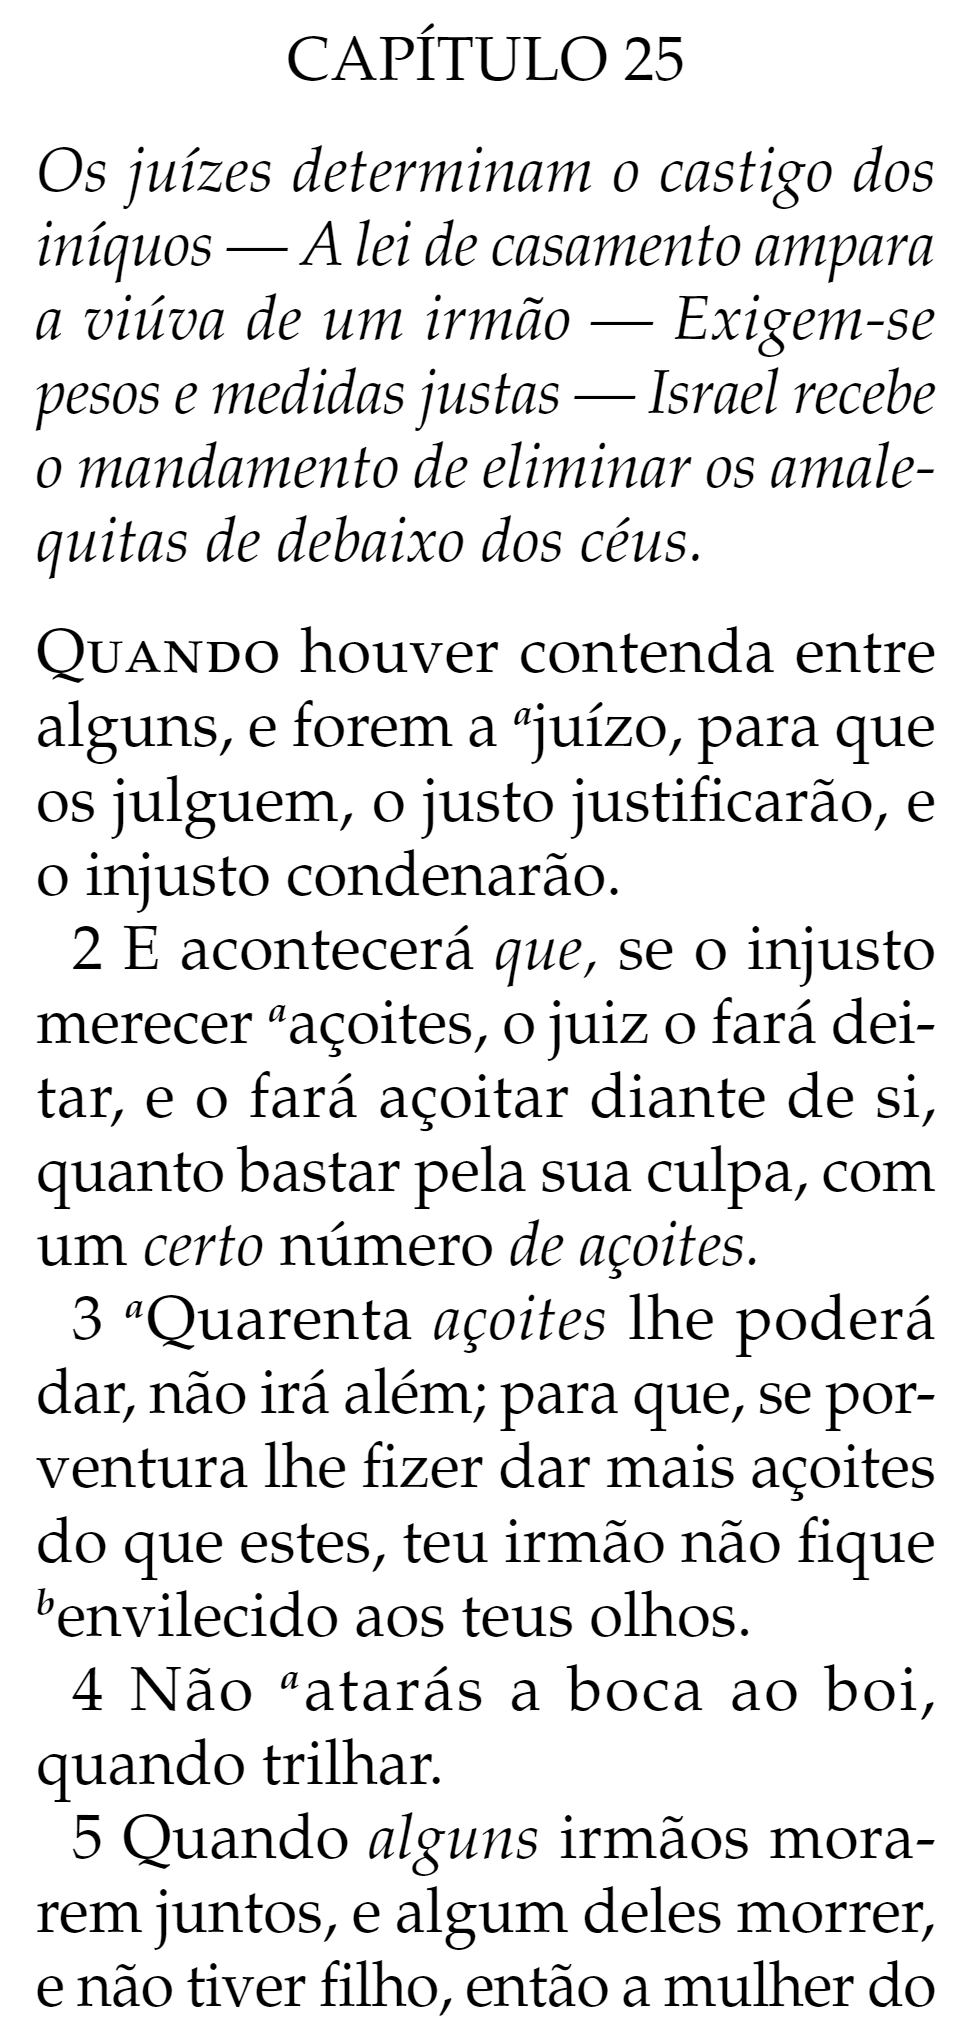 CAPÍTULO 25
Os juízes determinam o castigo dos
iníquos — A lei de casamento ampara
a viúva de um irmão — Exigem-se
pesos e medidas justas — Israel recebe
o mandamento de eliminar os amale-
quitas de debaixo dos céus.
QUANDO houver contenda entre
alguns, e forem a ᵃjuízo, para que
os julguem, o justo justificarão, e
o injusto condenarão.
2 E acontecerá que, se o injusto
merecer ᵃaçoites, o juiz o fará dei-
tar, e o fará açoitar diante de si,
quanto bastar pela sua culpa, com
um certo número de açoites.
3 ᵃQuarenta açoites lhe poderá
dar, não irá além; para que, se por-
ventura lhe fizer dar mais açoites
do que estes, teu irmão não fique
ᵇenvilecido aos teus olhos.
4 Não ᵃatarás a boca ao boi,
quando trilhar.
5 Quando alguns irmãos mora-
rem juntos, e algum deles morrer,
e não tiver filho, então a mulher do